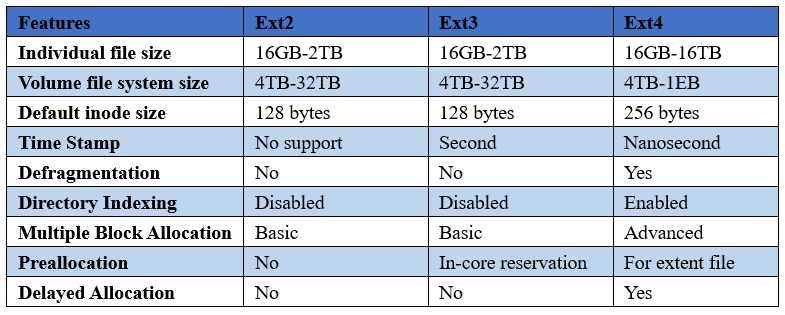 Features Ext2 Ext3 Ext4
Individual file size 16GB-2TB 16GB-2TB 16GB-16TB
Volume file system size 4TB-32TB 4TB-32TB 4TB-1EB
Default inode size 128 bytes 128 bytes 256 bytes
Time Stamp No support Second Nanosecond
Defragmentation No No Yes
Directory Indexing Disabled Disabled Enabled
Multiple Block Allocation Basic Basic Advanced
Preallocation No In-core reservation For extent file
Delayed Allocation No No Yes